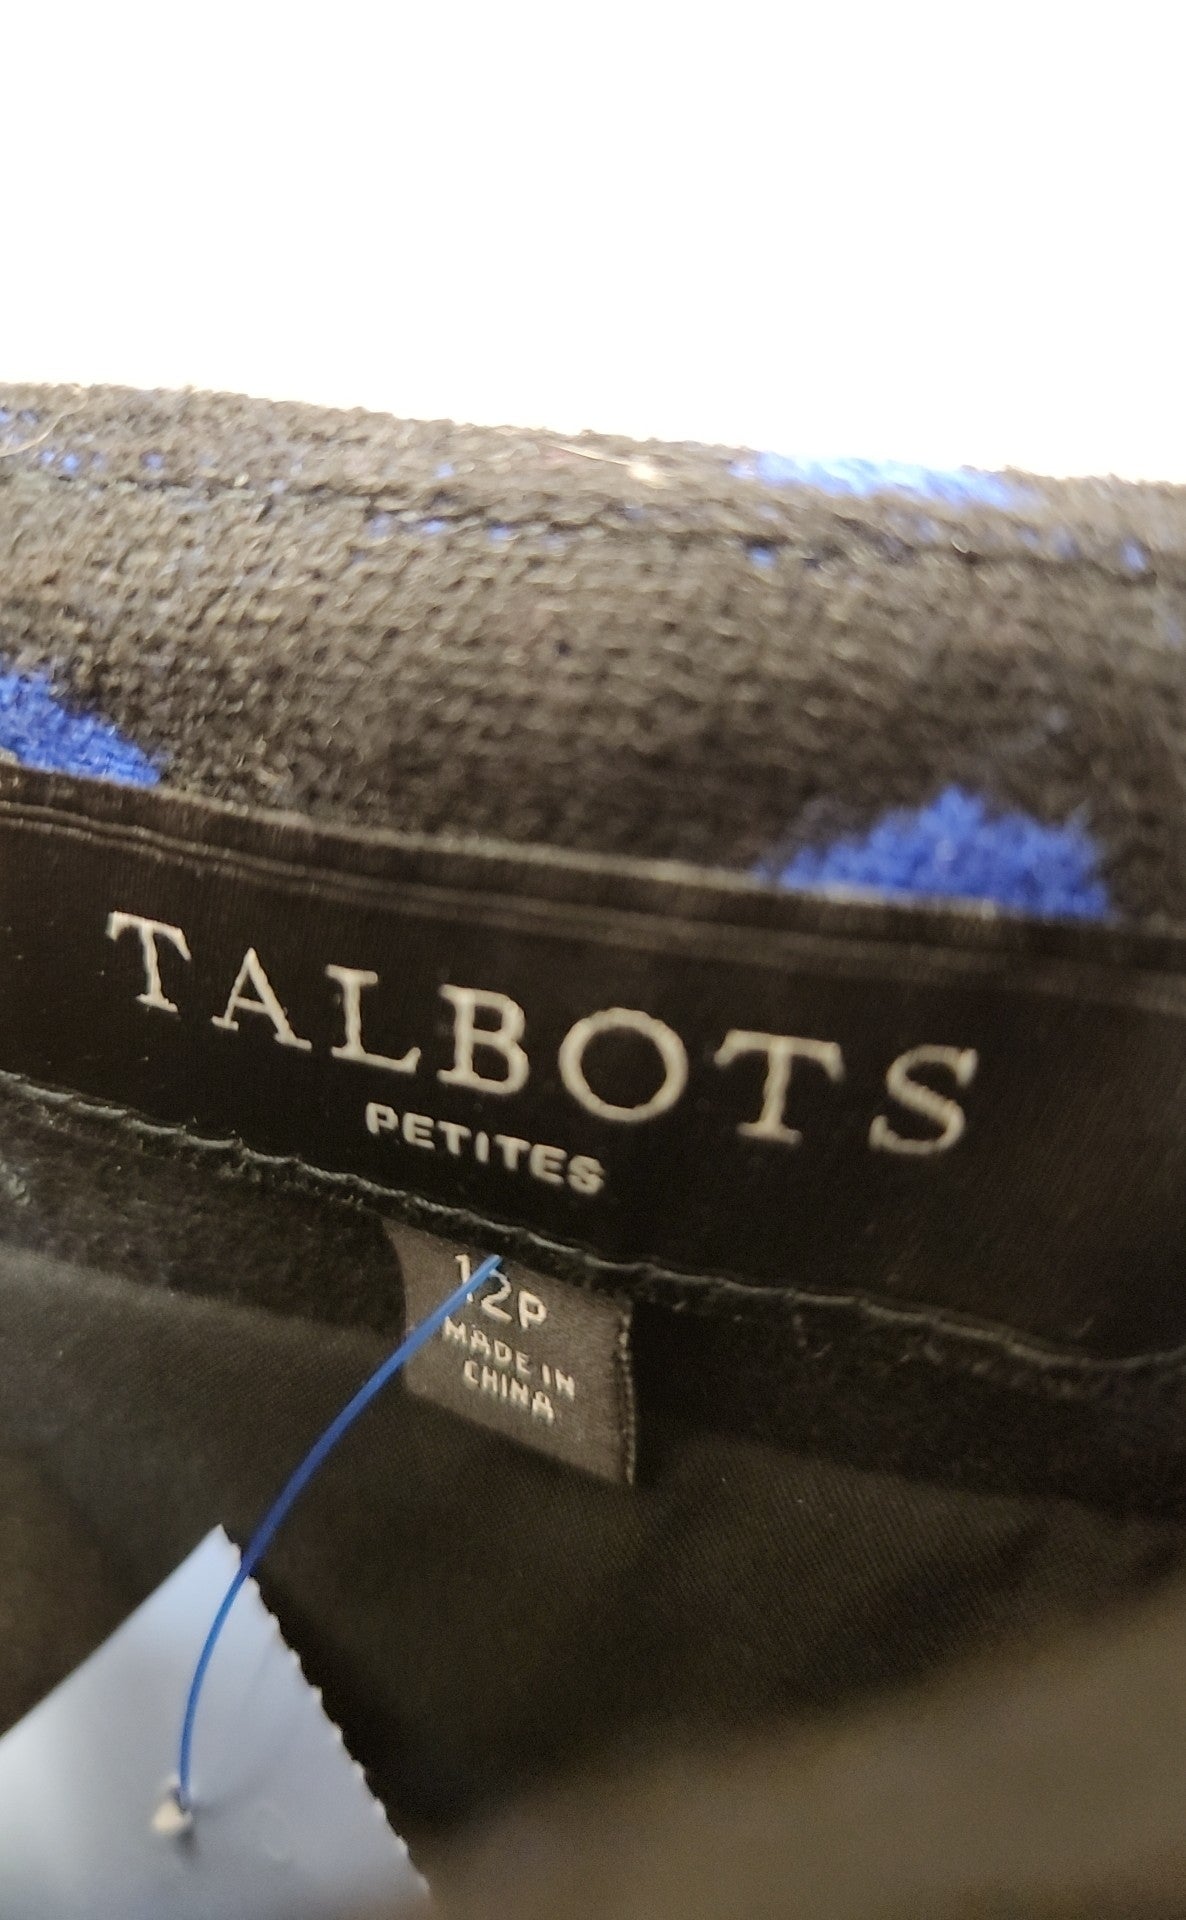 TALBOTS
PETITES
12P
MADE IN
CHINA